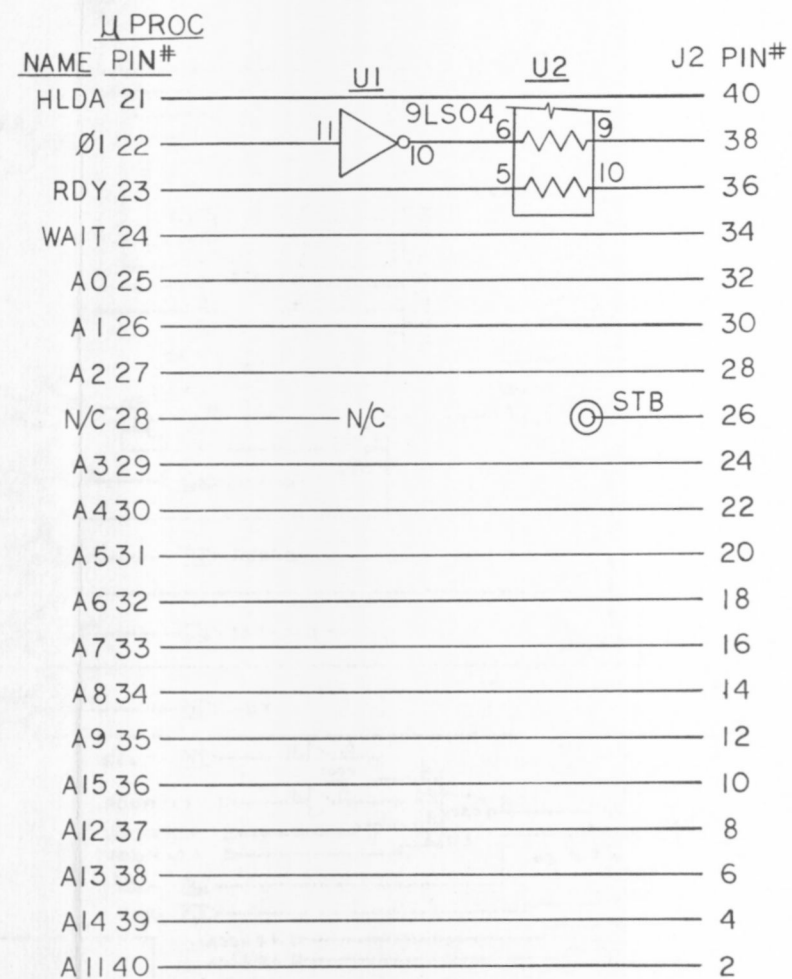 µ PROC
NAME PIN# U1 U2 J2 PIN#
HLDA 21 40
9LS04
Ø1 22 11 10 6 9 38
RDY 23 5 10 36
WAIT 24 34
A0 25 32
A1 26 30
A2 27 28
N/C 28 N/C STB 26
A3 29 24
A4 30 22
A5 31 20
A6 32 18
A7 33 16
A8 34 14
A9 35 12
A15 36 10
A12 37 8
A13 38 6
A14 39 4
A11 40 2